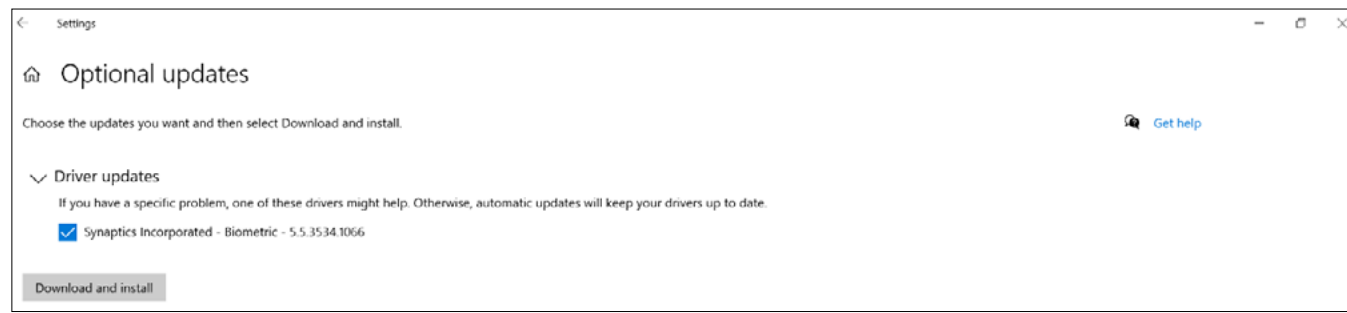 Settings
Optional updates
Choose the updates you want and then select Download and install.
Get help
Driver updates
If you have a specific problem, one of these drivers might help. Otherwise, automatic updates will keep your drivers up to date.
Synaptics Incorporated - Biometric - 5.5.3534.1066
Download and install